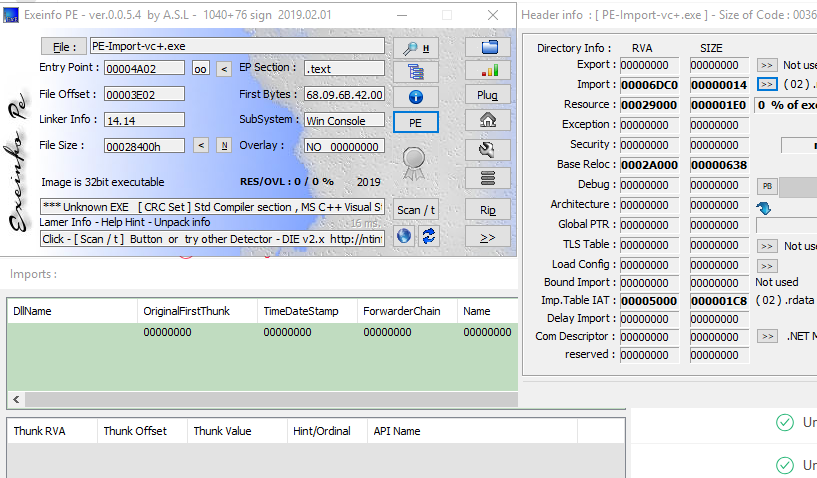 Exeinfo PE - ver.0.0.5.4 by A.S.L - 1040+76 sign 2019.02.01
Exeinfo Pe
File : PE-Import-vc+.exe H
Entry Point : 00004A02 oo < EP Section : .text
File Offset : 00003E02 First Bytes : 68.09.6B.42.00 Plug
Linker Info : 14.14 SubSystem : Win Console PE
File Size : 00028400h < N Overlay : NO 00000000
Image is 32bit executable RES/OVL : 0 / 0 % 2019
*** Unknown EXE [ CRC Set ] Std Compiler section , MS C++ Visual S Scan / t Rip
Lamer Info - Help Hint - Unpack info 16 ms.
Click - [ Scan / t ] Button or try other Detector - DIE v2.x http://ntin >>
Header info : [ PE-Import-vc+.exe ] - Size of Code : 0036
Directory Info : RVA SIZE
Export : 00000000 00000000 >> Not used
Import : 00006DC0 00000014 >> ( 02 ) .
Resource : 00029000 000001E0 0 % of exe
Exception : 00000000 00000000
Security : 00000000 00000000
Base Reloc : 0002A000 00000638
Debug : 00000000 00000000 PB
Architecture : 00000000 00000000
Global PTR : 00000000 00000000
TLS Table : 00000000 00000000 >> Not use
Load Config : 00000000 00000000 >>
Bound Import : 00000000 00000000 Not used
Imp.Table IAT : 00005000 000001C8 ( 02 ) .rdata
Delay Import : 00000000 00000000
Com Descriptor : 00000000 00000000 >> .NET M
reserved : 00000000 00000000
Imports :
DllName OriginalFirstThunk TimeDateStamp ForwarderChain Name
00000000 00000000 00000000 00000000
Thunk RVA Thunk Offset Thunk Value Hint/Ordinal API Name
Un
Un